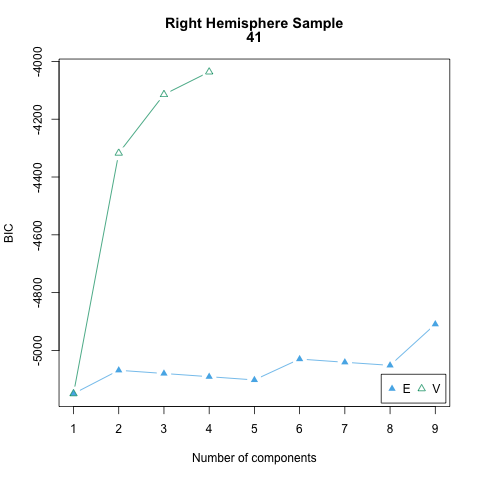 Right Hemisphere Sample
41
BIC
-4000
-4200
-4400
-4600
-4800
-5000
E V
1 2 3 4 5 6 7 8 9
Number of components